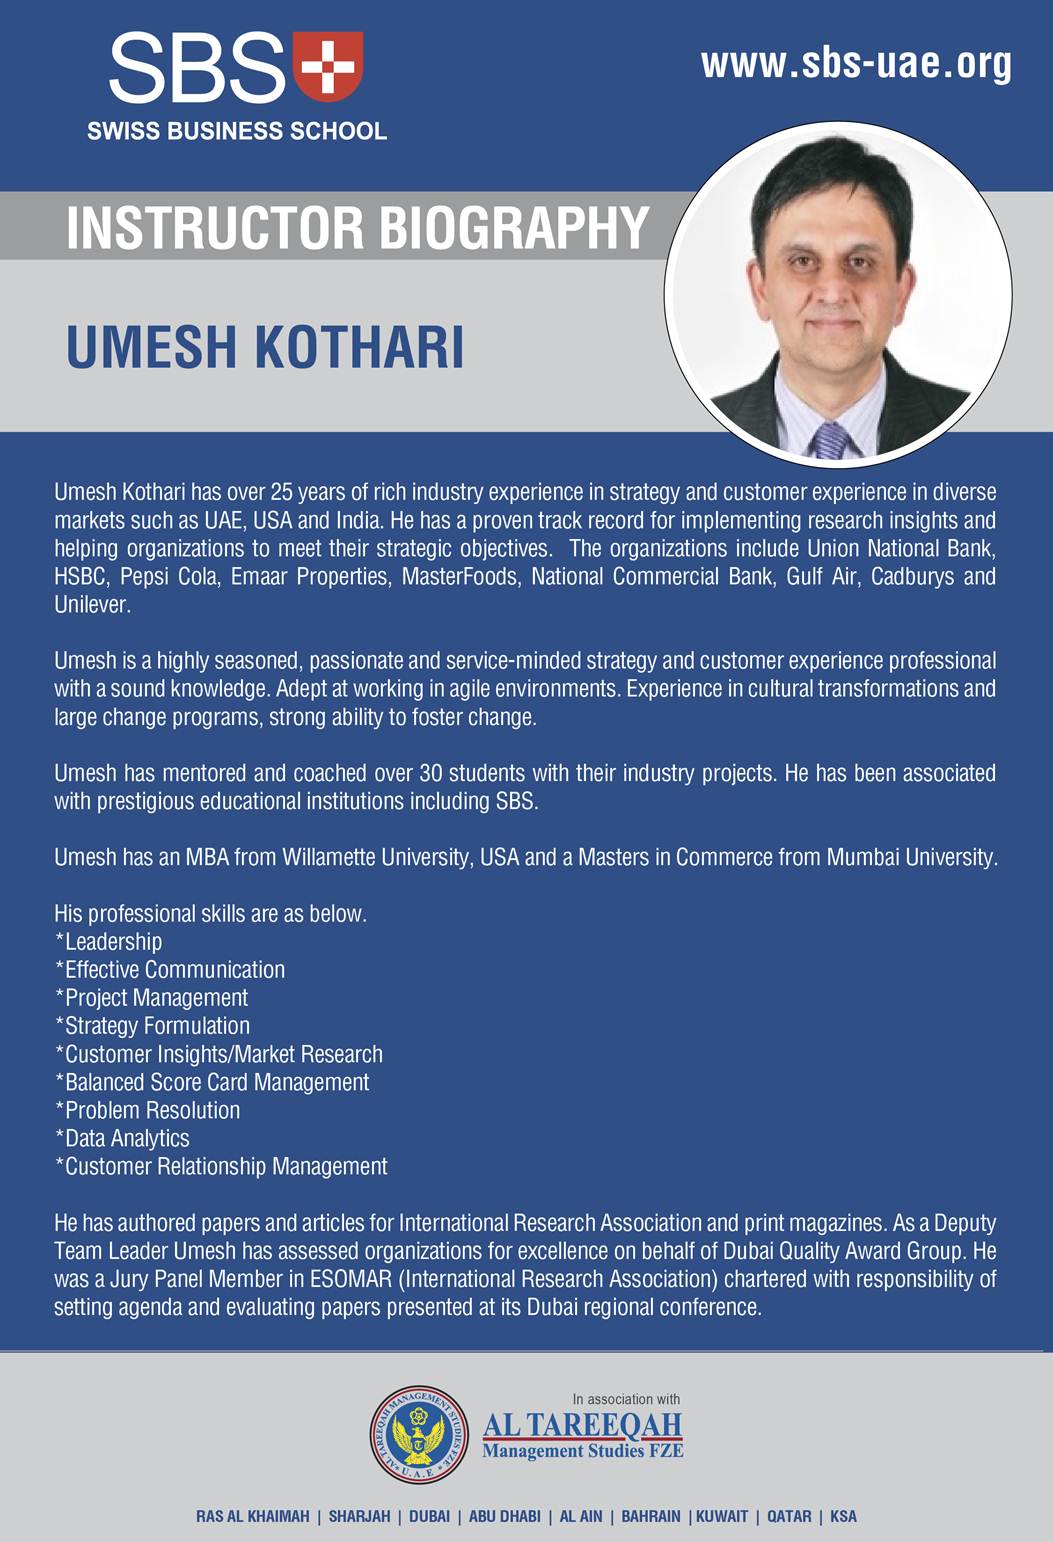 SBS
SWISS BUSINESS SCHOOL
www.sbs-uae.org
INSTRUCTOR BIOGRAPHY
UMESH KOTHARI
Umesh Kothari has over 25 years of rich industry experience in strategy and customer experience in diverse
markets such as UAE, USA and India. He has a proven track record for implementing research insights and
helping organizations to meet their strategic objectives. The organizations include Union National Bank,
HSBC, Pepsi Cola, Emaar Properties, MasterFoods, National Commercial Bank, Gulf Air, Cadburys and
Unilever.
Umesh is a highly seasoned, passionate and service-minded strategy and customer experience professional
with a sound knowledge. Adept at working in agile environments. Experience in cultural transformations and
large change programs, strong ability to foster change.
Umesh has mentored and coached over 30 students with their industry projects. He has been associated
with prestigious educational institutions including SBS.
Umesh has an MBA from Willamette University, USA and a Masters in Commerce from Mumbai University.
His professional skills are as below.
*Leadership
*Effective Communication
*Project Management
*Strategy Formulation
*Customer Insights/Market Research
*Balanced Score Card Management
*Problem Resolution
*Data Analytics
*Customer Relationship Management
He has authored papers and articles for International Research Association and print magazines. As a Deputy
Team Leader Umesh has assessed organizations for excellence on behalf of Dubai Quality Award Group. He
was a Jury Panel Member in ESOMAR (International Research Association) chartered with responsibility of
setting agenda and evaluating papers presented at its Dubai regional conference.
AL TAREEQAH MANAGEMENT STUDIES FZE
* U.A.E *
In association with
AL TAREEQAH
Management Studies FZE
RAS AL KHAIMAH | SHARJAH | DUBAI | ABU DHABI | AL AIN | BAHRAIN | KUWAIT | QATAR | KSA